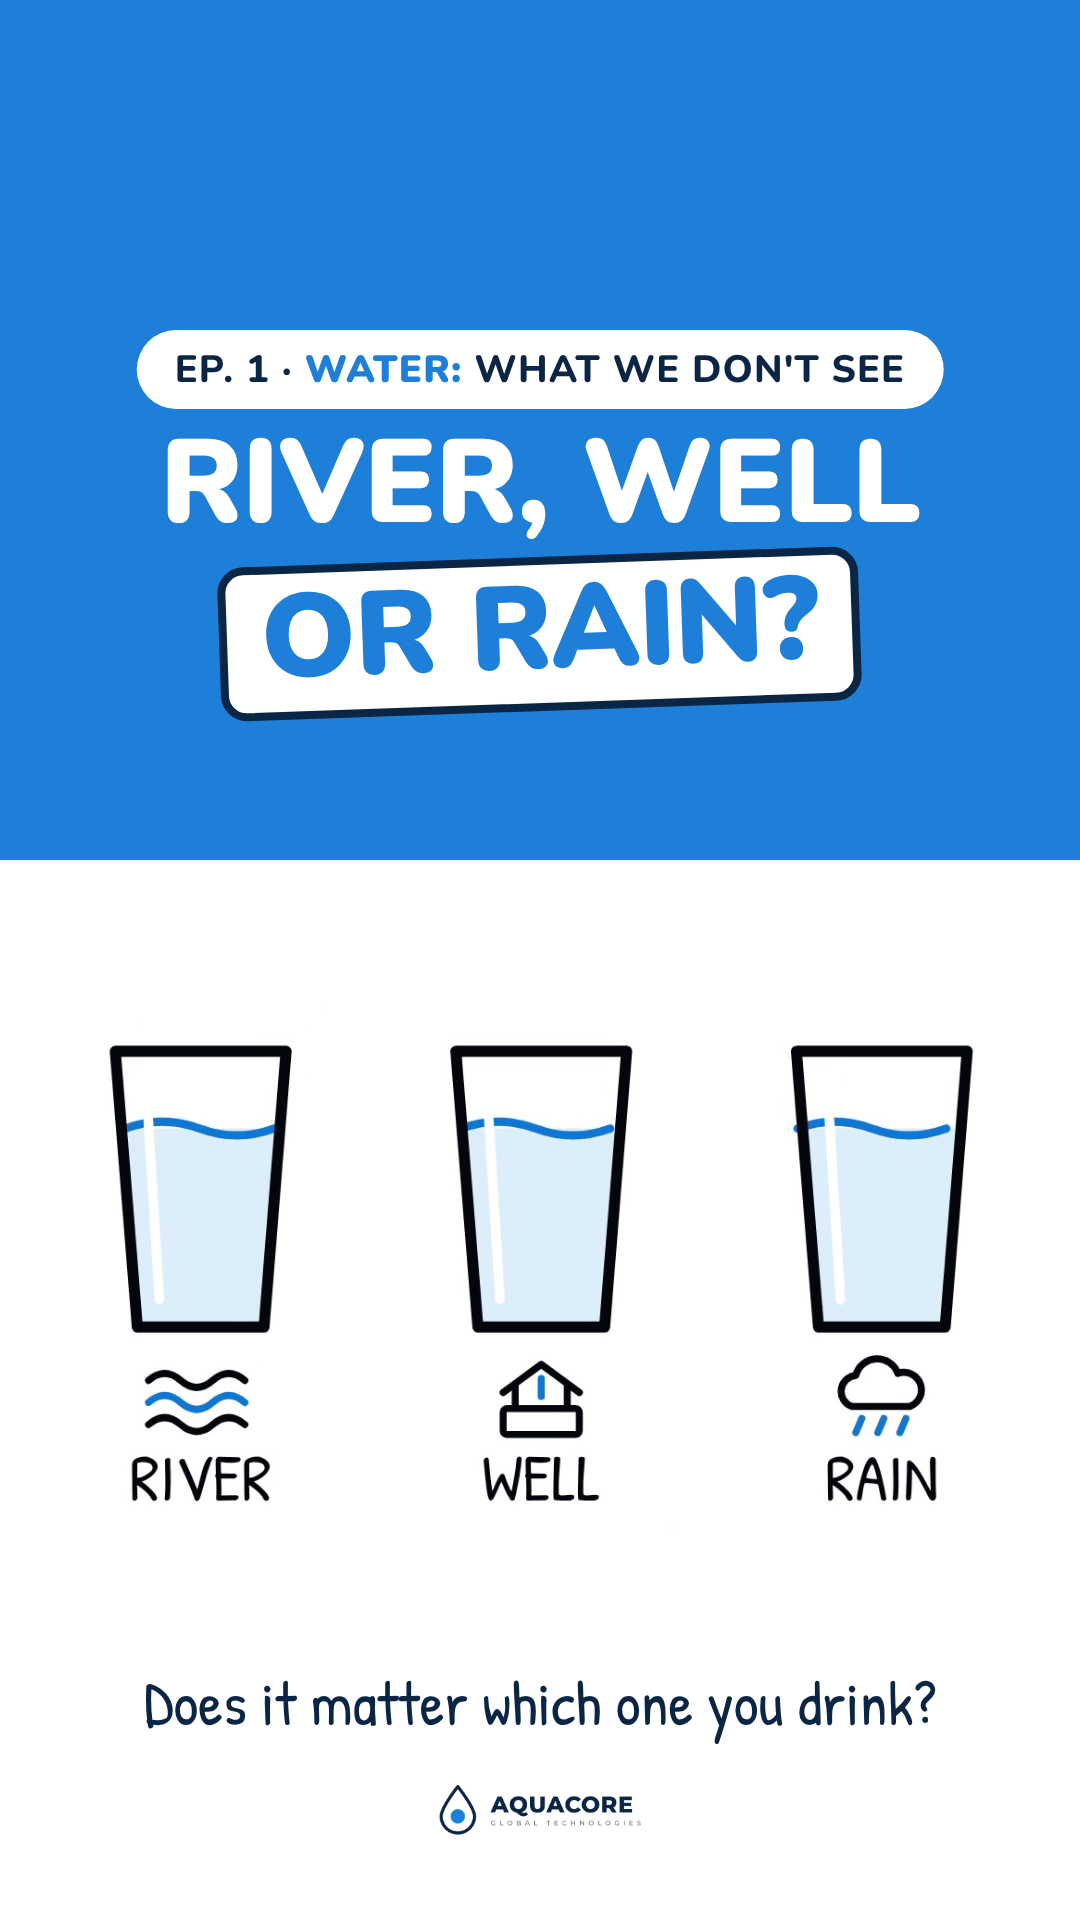 EP. 1 · WATER: WHAT WE DON'T SEE
RIVER, WELL
OR RAIN?
RIVER
WELL
RAIN
Does it matter which one you drink?
AQUACORE
GLOBAL TECHNOLOGIES